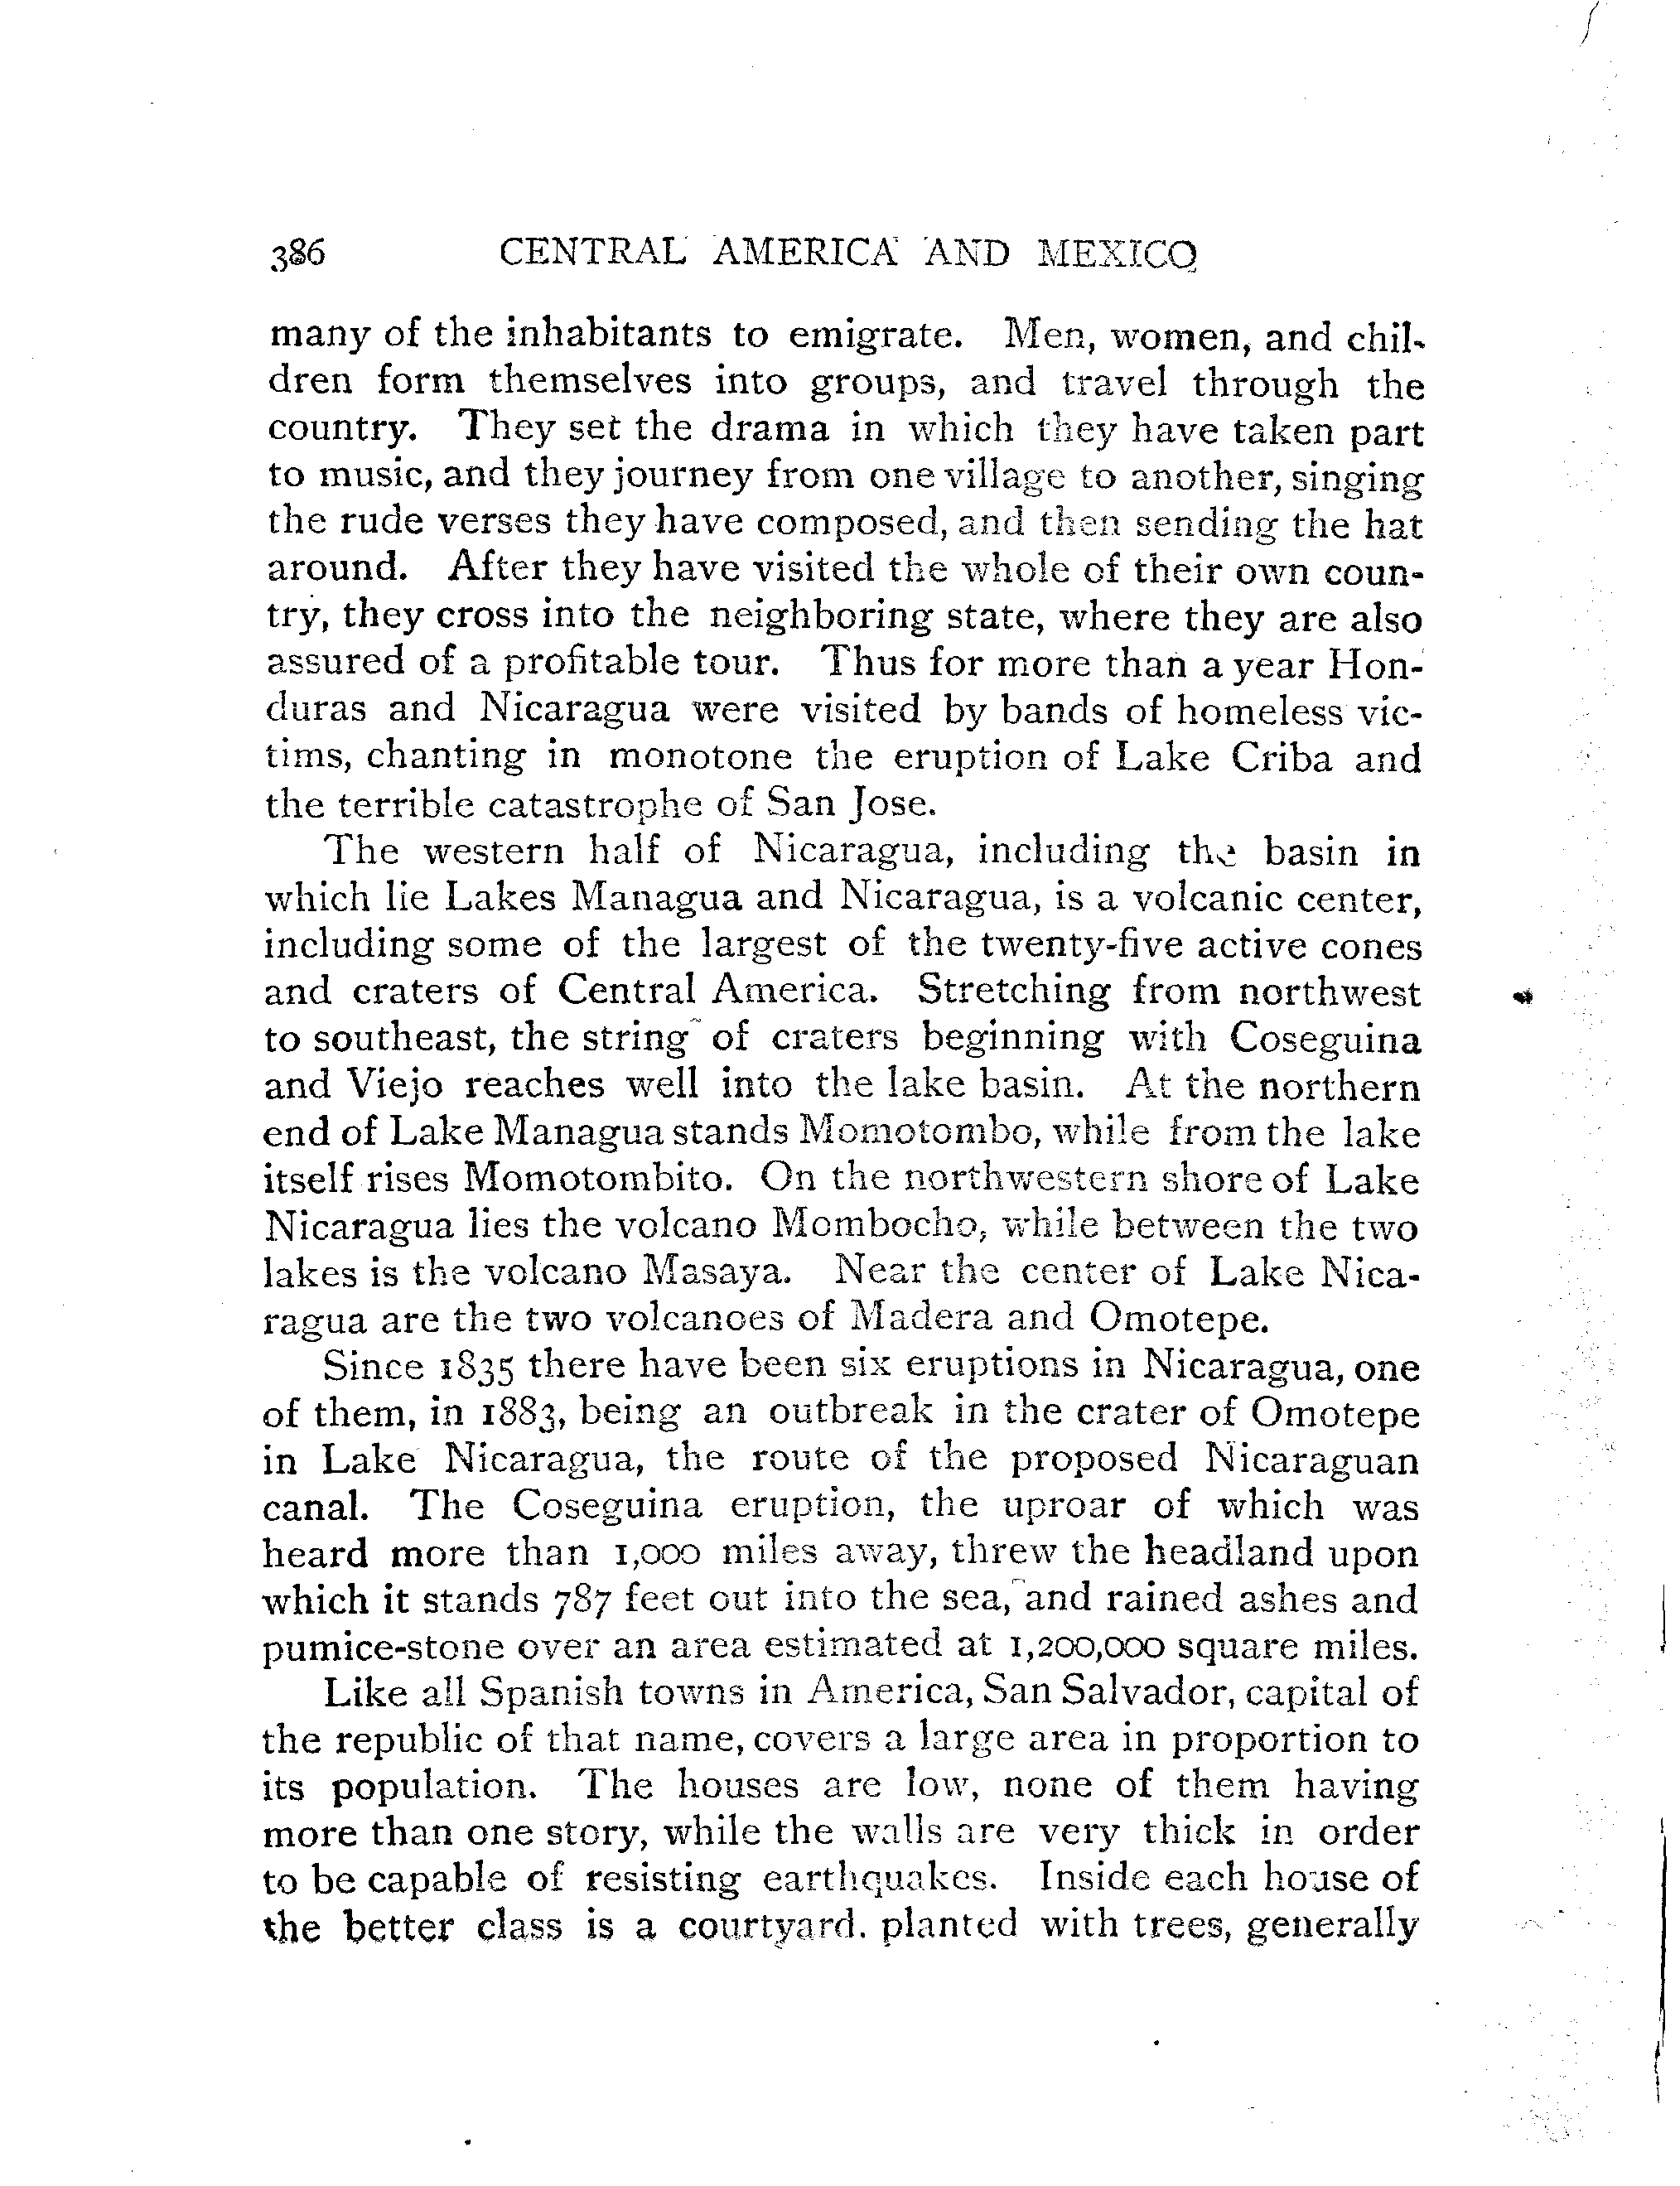 386 CENTRAL AMERICA AND MEXICO
many of the inhabitants to emigrate. Men, women, and chil-
dren form themselves into groups, and travel through the
country. They set the drama in which they have taken part
to music, and they journey from one village to another, singing
the rude verses they have composed, and then sending the hat
around. After they have visited the whole of their own coun-
try, they cross into the neighboring state, where they are also
assured of a profitable tour. Thus for more than a year Hon-
duras and Nicaragua were visited by bands of homeless vic-
tims, chanting in monotone the eruption of Lake Criba and
the terrible catastrophe of San Jose.
The western half of Nicaragua, including the basin in
which lie Lakes Managua and Nicaragua, is a volcanic center,
including some of the largest of the twenty-five active cones
and craters of Central America. Stretching from northwest
to southeast, the string of craters beginning with Coseguina
and Viejo reaches well into the lake basin. At the northern
end of Lake Managua stands Momotombo, while from the lake
itself rises Momotombito. On the northwestern shore of Lake
Nicaragua lies the volcano Mombocho, while between the two
lakes is the volcano Masaya. Near the center of Lake Nica-
ragua are the two volcanoes of Madera and Omotepe.
Since 1835 there have been six eruptions in Nicaragua, one
of them, in 1883, being an outbreak in the crater of Omotepe
in Lake Nicaragua, the route of the proposed Nicaraguan
canal. The Coseguina eruption, the uproar of which was
heard more than 1,000 miles away, threw the headland upon
which it stands 787 feet out into the sea, and rained ashes and
pumice-stone over an area estimated at 1,200,000 square miles.
Like all Spanish towns in America, San Salvador, capital of
the republic of that name, covers a large area in proportion to
its population. The houses are low, none of them having
more than one story, while the walls are very thick in order
to be capable of resisting earthquakes. Inside each house of
the better class is a courtyard. planted with trees, generally